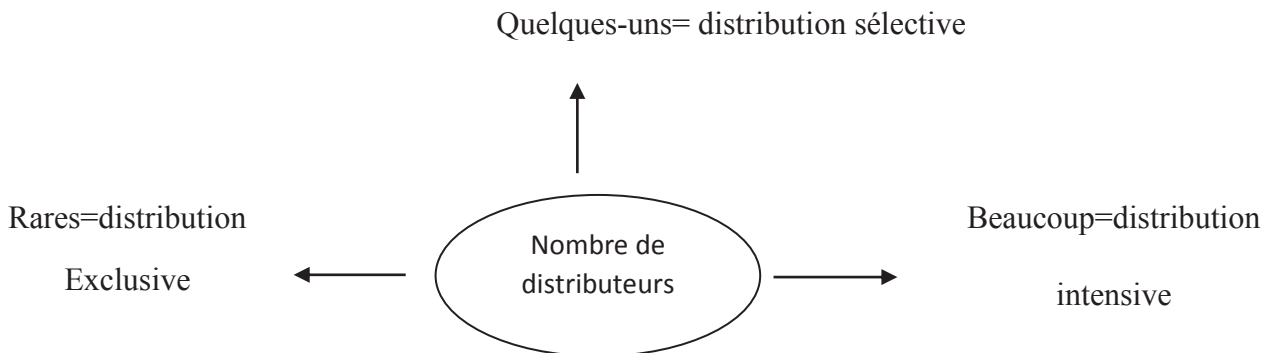 Quelques-uns= distribution sélective
Rares=distribution
Exclusive
Nombre de
distributeurs
Beaucoup=distribution
intensive